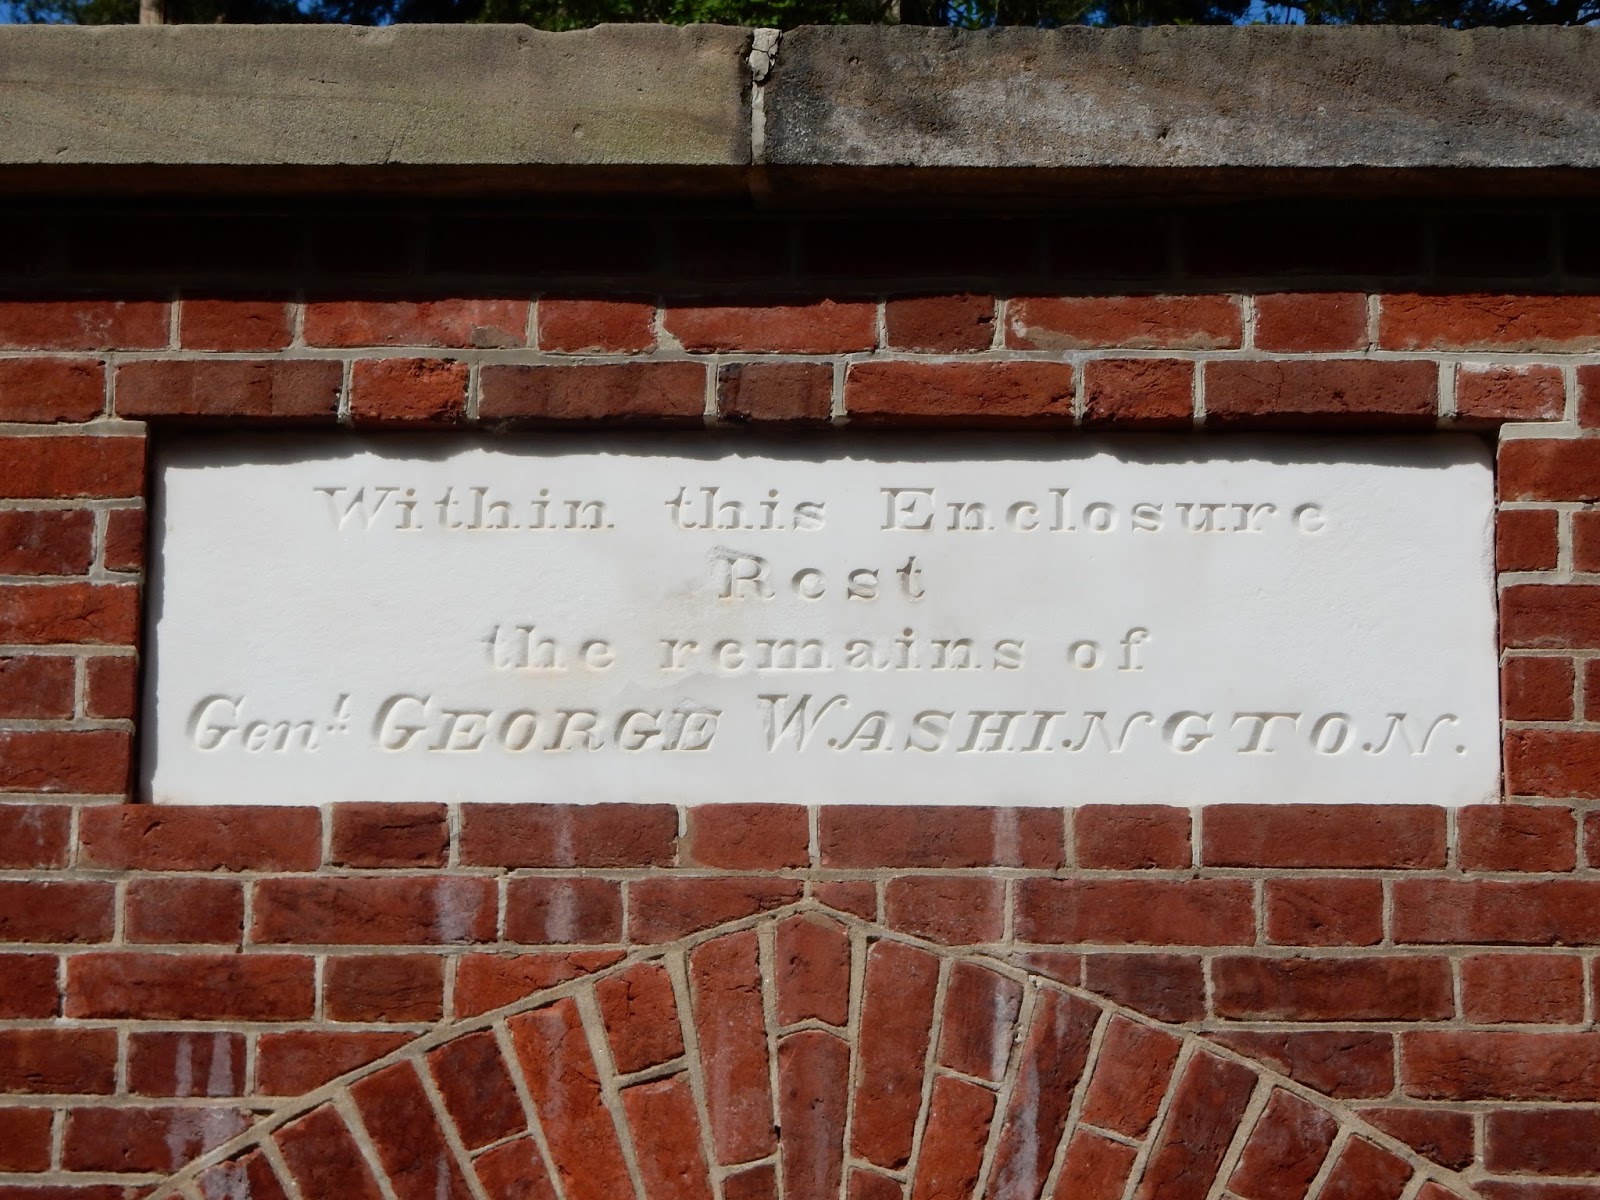 Within this Enclosure
Rest
the remains of
Genˡ. GEORGE WASHINGTON.